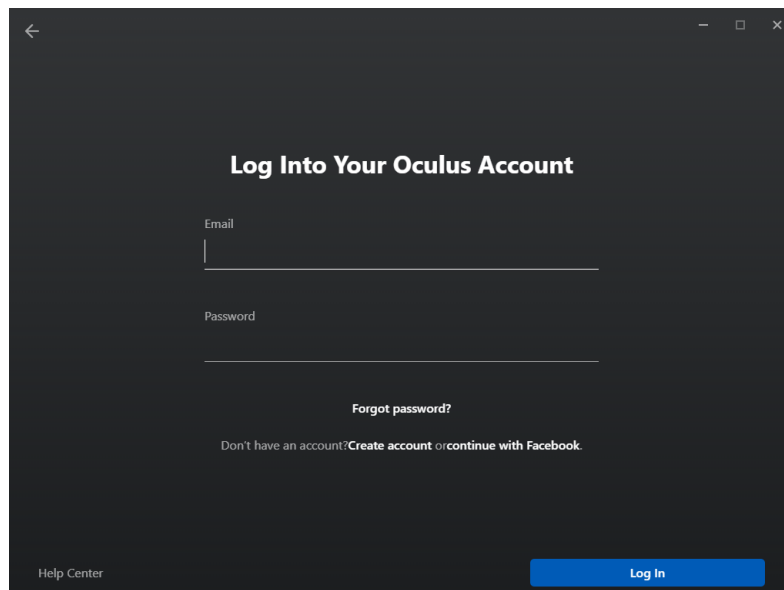 Log Into Your Oculus Account
Email
Password
Forgot password?
Don't have an account?Create account orcontinue with Facebook.
Help Center
Log In